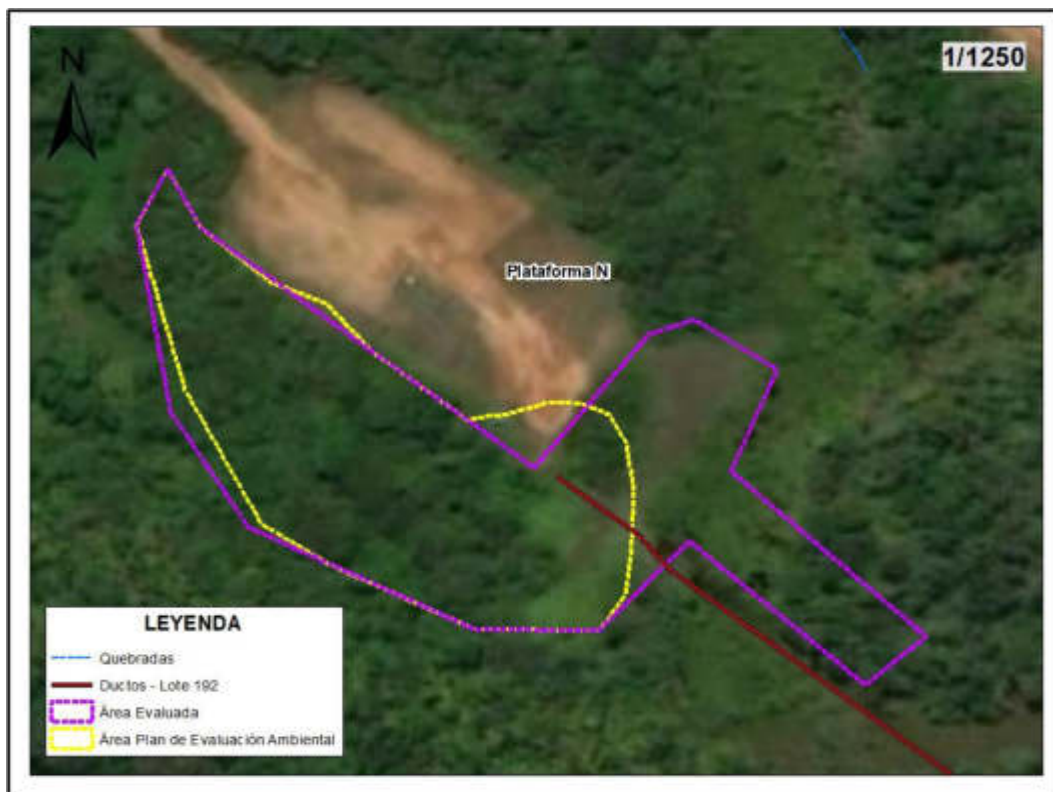 N
1/1250
Plataforma N
LEYENDA
Quebradas
Ductos - Lote 192
Área Evaluada
Área Plan de Evaluación Ambiental